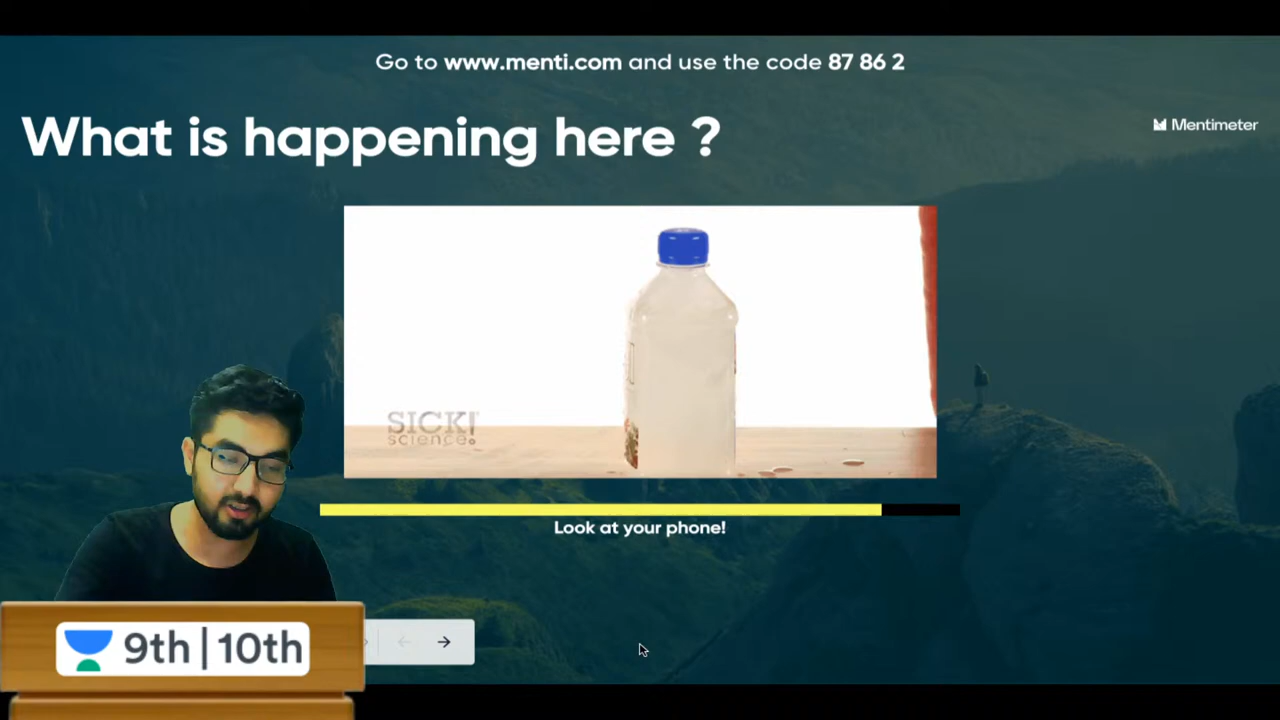 Go to www.menti.com and use the code 87 86 2
Mentimeter
What is happening here ?
SICK!
science
Look at your phone!
9th | 10th